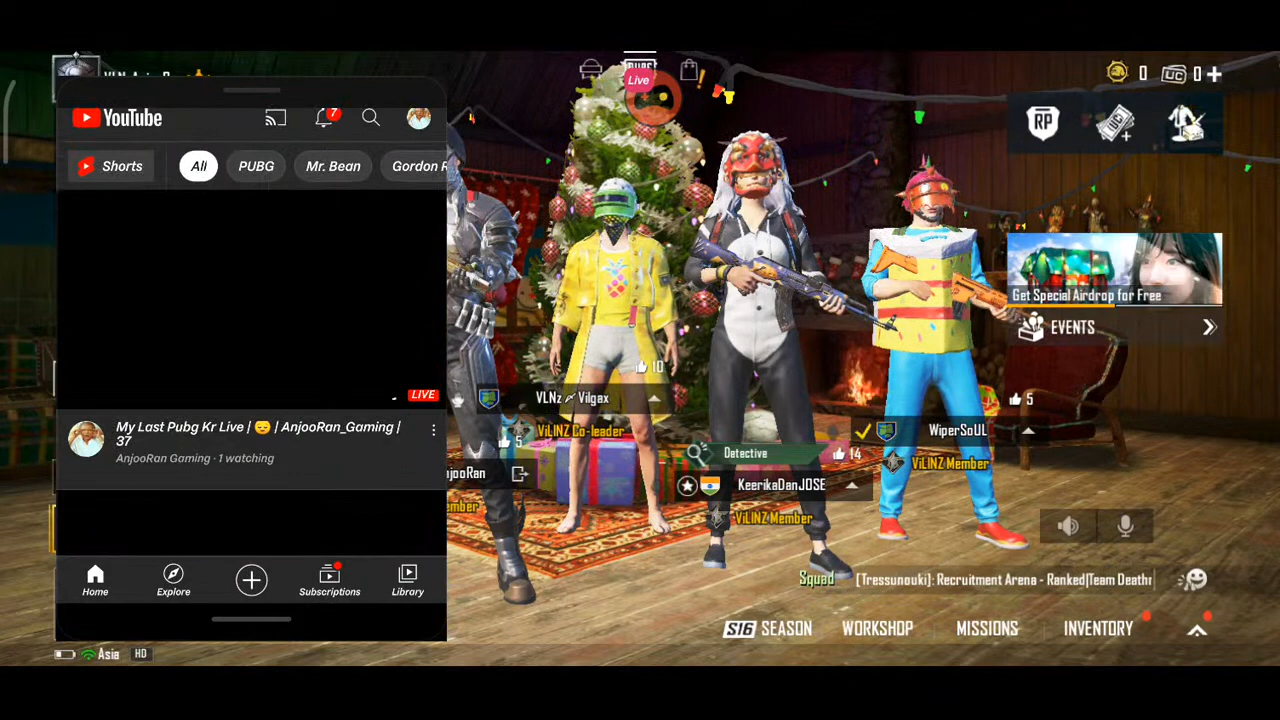 Live
0
UC 0
YouTube
7
Shorts
All
PUBG
Mr. Bean
Gordon R
RP
UC
LIVE
My Last Pubg Kr Live | 😔 | AnjooRan_Gaming |
37
AnjooRan Gaming · 1 watching
Get Special Airdrop for Free
EVENTS
10
VLNz Vilgax
ViLINZ Co-leader
5
jooRan
ember
Detective
14
KeerikaDanJOSE
ViLINZ Member
5
WiperSoUL
ViLINZ Member
Squad
[Tressunouki]: Recruitment Arena - Ranked|Team Death
Home
Explore
Subscriptions
Library
S16 SEASON
WORKSHOP
MISSIONS
INVENTORY
Asia
HD